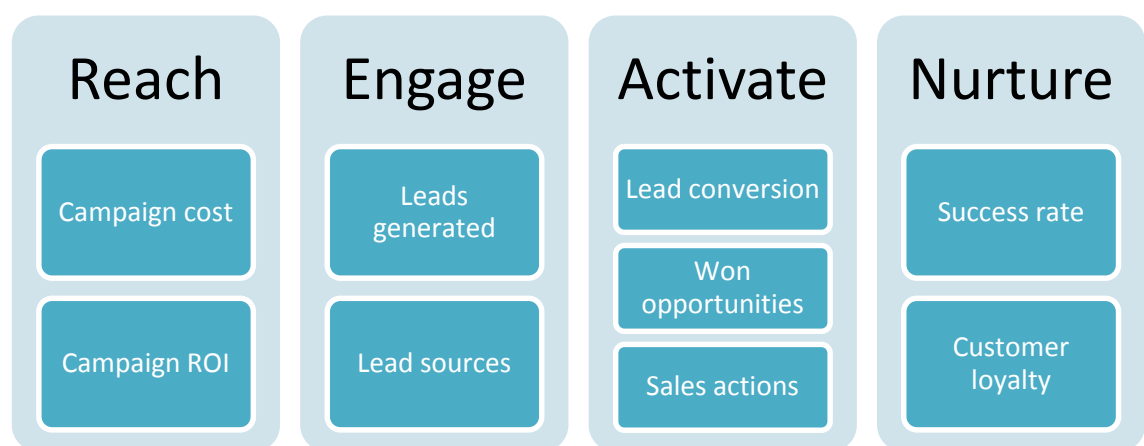 Reach
Campaign cost
Campaign ROI
Engage
Leads
generated
Lead sources
Activate
Lead conversion
Won
opportunities
Sales actions
Nurture
Success rate
Customer
loyalty